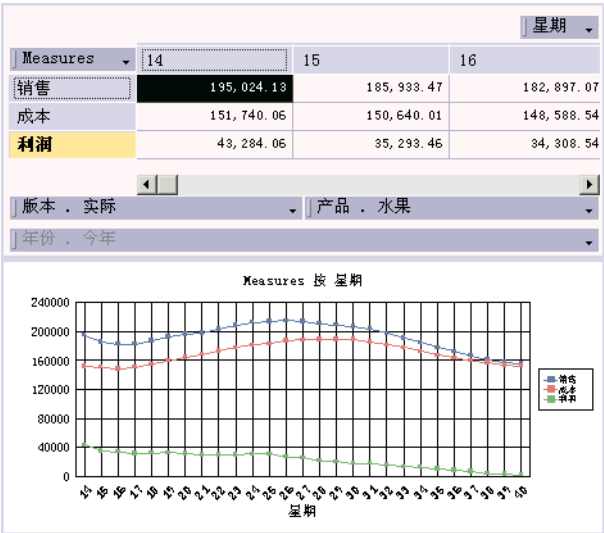 星期
Measures 14 15 16
销售 195,024.13 185,933.47 182,897.07
成本 151,740.06 150,640.01 148,588.54
利润 43,284.06 35,293.46 34,308.54
版本 . 实际 产品 . 水果
年份 . 今年
Measures 按 星期
240000
200000
160000
120000
80000
40000
0
销售
成本
利润
14 15 16 17 18 19 20 21 22 23 24 25 26 27 28 29 30 31 32 33 34 35 36 37 38 39 40
星期